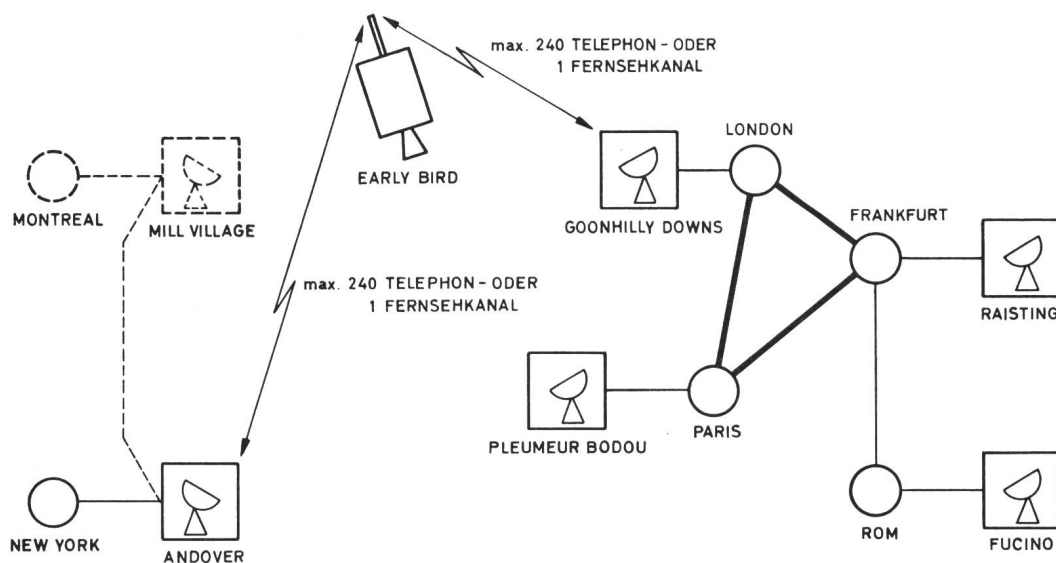 max. 240 TELEPHON - ODER
1 FERNSEHKANAL
LONDON
EARLY BIRD
MONTREAL
MILL VILLAGE
GOONHILLY DOWNS
FRANKFURT
max. 240 TELEPHON - ODER
1 FERNSEHKANAL
RAISTING
PLEUMEUR BODOU
PARIS
NEW YORK
ANDOVER
ROM
FUCINO